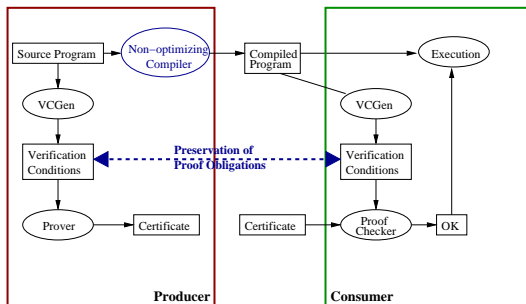 Source Program
Non-optimizing
Compiler
Compiled
Program
Execution
VCGen
VCGen
Preservation of
Proof Obligations
Verification
Conditions
Verification
Conditions
Prover
Certificate
Certificate
Proof
Checker
OK
Producer
Consumer